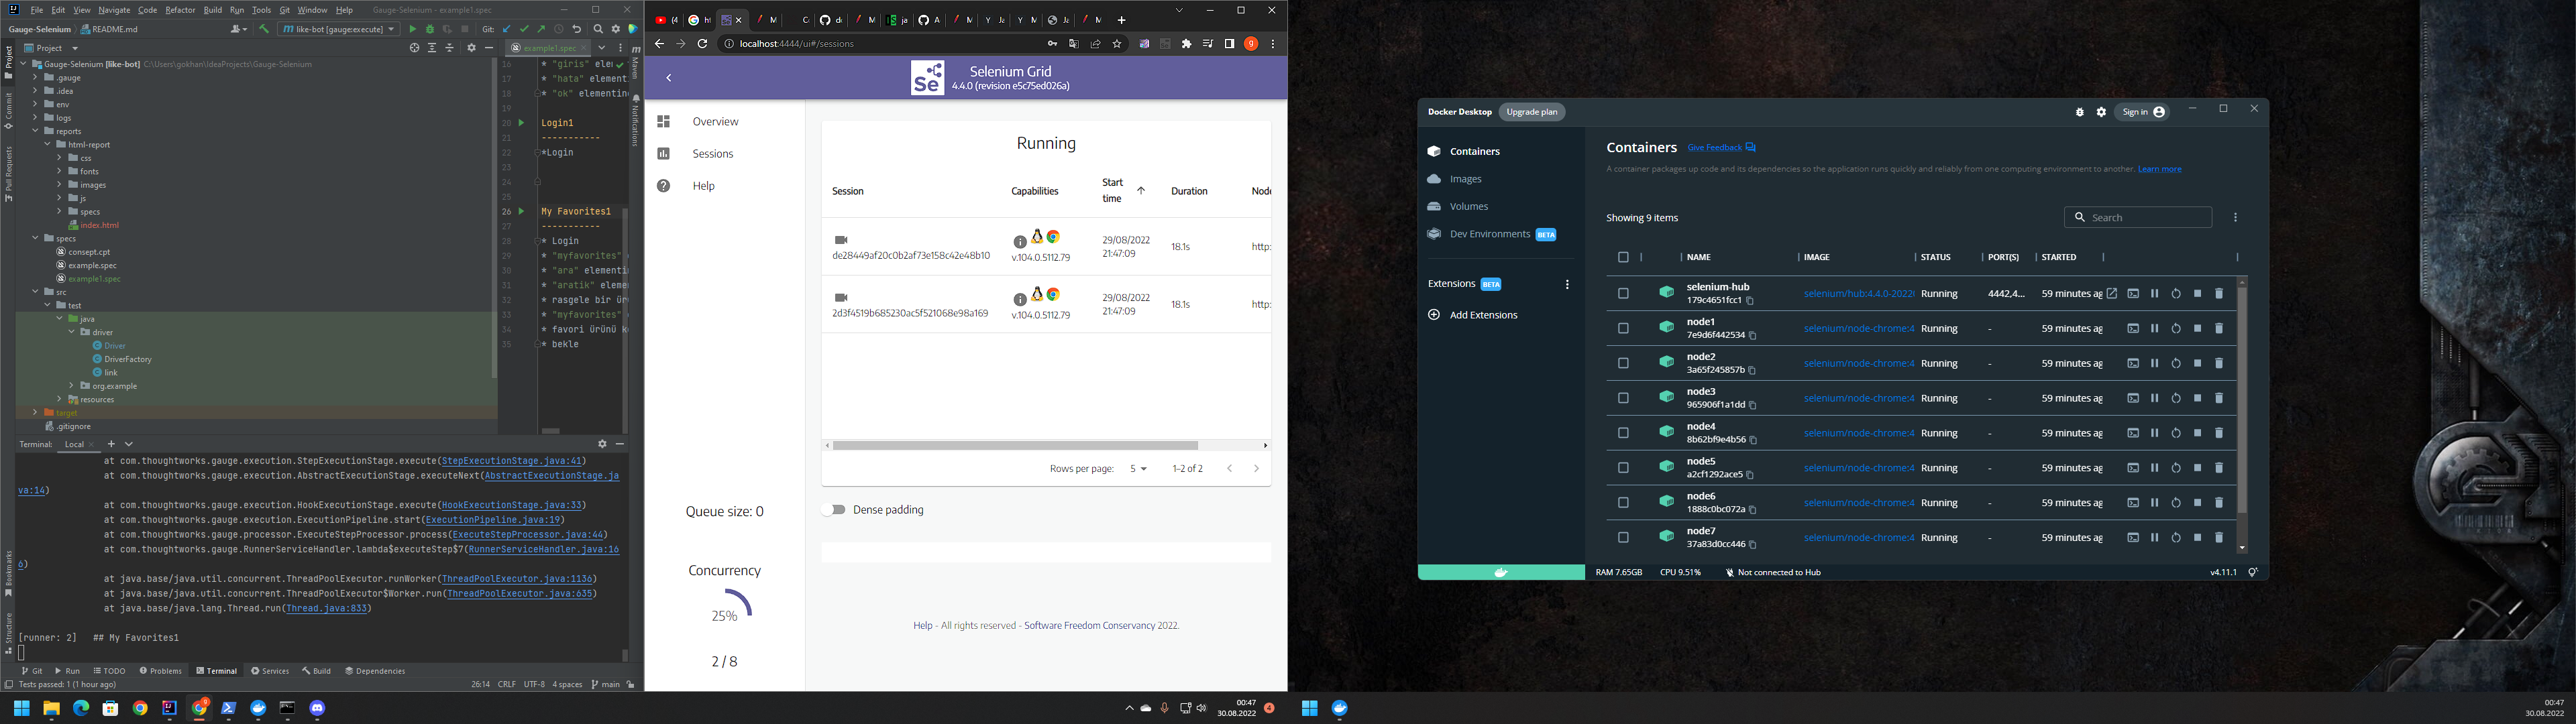 File Edit View Navigate Code Refactor Build Run Tools Git Window Help Gauge-Selenium - example1.spec
Gauge-Selenium README.md
like-bot [gauge:execute]
Git:
Project
Gauge-Selenium [like-bot] C:\Users\gokhan\IdeaProjects\Gauge-Selenium
.gauge
.idea
env
logs
reports
html-report
css
fonts
images
js
specs
index.html
specs
consept.cpt
example.spec
example1.spec
src
test
java
driver
Driver
DriverFactory
link
org.example
resources
target
.gitignore
Project
Commit
Pull Requests
Bookmarks
Structure
example1.spec
Maven
Notifications
16 * "giris" elem
17 * "hata" elementi
18 * "ok" elementine
19
20 Login1
21 -----------
22 *Login
23
24
25
26 My Favorites1
27 -----------
28 * Login
29 * "myfavorites"
30 * "ara" elementin
31 * "aratik" elemen
32 * rasgele bir ürü
33 * "myfavorites"
34 * favori ürünü ko
35 * bekle
Terminal: Local
at com.thoughtworks.gauge.execution.StepExecutionStage.execute(StepExecutionStage.java:41)
at com.thoughtworks.gauge.execution.AbstractExecutionStage.executeNext(AbstractExecutionStage.ja
va:14)
at com.thoughtworks.gauge.execution.HookExecutionStage.execute(HookExecutionStage.java:33)
at com.thoughtworks.gauge.execution.ExecutionPipeline.start(ExecutionPipeline.java:19)
at com.thoughtworks.gauge.processor.ExecuteStepProcessor.process(ExecuteStepProcessor.java:44)
at com.thoughtworks.gauge.RunnerServiceHandler.lambda$executeStep$7(RunnerServiceHandler.java:16
6)
at java.base/java.util.concurrent.ThreadPoolExecutor.runWorker(ThreadPoolExecutor.java:1136)
at java.base/java.util.concurrent.ThreadPoolExecutor$Worker.run(ThreadPoolExecutor.java:635)
at java.base/java.lang.Thread.run(Thread.java:833)
[runner: 2] ## My Favorites1
Git Run TODO Problems Terminal Services Build Dependencies
Tests passed: 1 (1 hour ago) 26:14 CRLF UTF-8 4 spaces main
localhost:4444/ui#/sessions
Selenium Grid
4.4.0 (revision e5c75ed026a)
Se
Overview
Sessions
Help
Queue size: 0
Concurrency
25%
2 / 8
Running
Session Capabilities Start time Duration Node
de28449af20c0b2af73e158c42e48b10 v.104.0.5112.79 29/08/2022 21:47:09 18.1s http:
2d3f4519b685230ac5f521068e98a169 v.104.0.5112.79 29/08/2022 21:47:09 18.1s http:
Rows per page: 5 1–2 of 2
Dense padding
Help - All rights reserved - Software Freedom Conservancy 2022.
Docker Desktop Upgrade plan Sign in
Containers
Images
Volumes
Dev Environments BETA
Extensions BETA
Add Extensions
Containers Give Feedback
A container packages up code and its dependencies so the application runs quickly and reliably from one computing environment to another. Learn more
Showing 9 items
Search
NAME IMAGE STATUS PORT(S) STARTED
selenium-hub
179c4651fcc1 selenium/hub:4.4.0-2022 Running 4442,4... 59 minutes ag
node1
7e9d6f442534 selenium/node-chrome:4 Running - 59 minutes ag
node2
3a65f245857b selenium/node-chrome:4 Running - 59 minutes ag
node3
965906f1a1dd selenium/node-chrome:4 Running - 59 minutes ag
node4
8b62bf9e4b56 selenium/node-chrome:4 Running - 59 minutes ag
node5
a2cf1292ace5 selenium/node-chrome:4 Running - 59 minutes ag
node6
1888c0bc072a selenium/node-chrome:4 Running - 59 minutes ag
node7
37a83d0cc446 selenium/node-chrome:4 Running - 59 minutes ag
RAM 7.65GB CPU 9.51% Not connected to Hub v4.11.1
00:47
30.08.2022
4
00:47
30.08.2022